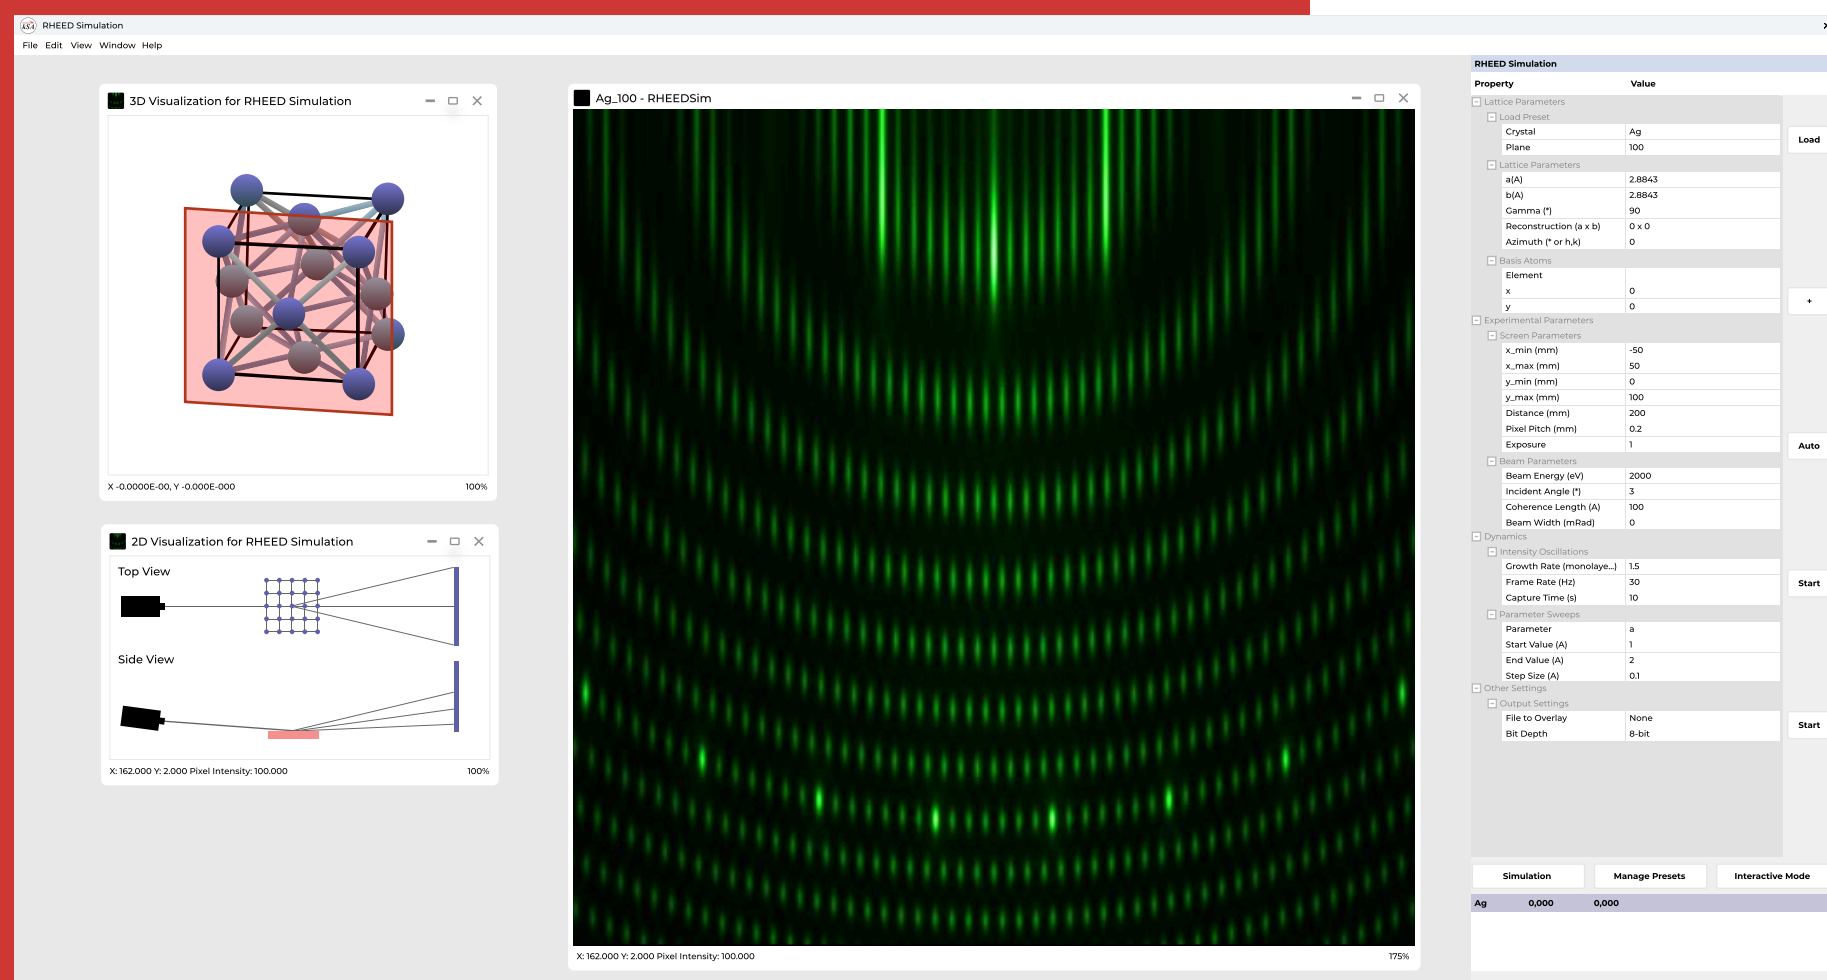 RHEED Simulation
File Edit View Window Help
3D Visualization for RHEED Simulation
X -0.0000E-00, Y -0.000E-000 100%
2D Visualization for RHEED Simulation
Top View
Side View
X: 162.000 Y: 2.000 Pixel Intensity: 100.000 100%
Ag_100 - RHEEDSim
X: 162.000 Y: 2.000 Pixel Intensity: 100.000 175%
RHEED Simulation
Property Value
Lattice Parameters
Load Preset
Crystal Ag
Plane 100
Load
Lattice Parameters
a(A) 2.8843
b(A) 2.8843
Gamma (*) 90
Reconstruction (a x b) 0 x 0
Azimuth (* or h,k) 0
Basis Atoms
Element
x 0
y 0
+
Experimental Parameters
Screen Parameters
x_min (mm) -50
x_max (mm) 50
y_min (mm) 0
y_max (mm) 100
Distance (mm) 200
Pixel Pitch (mm) 0.2
Exposure 1
Auto
Beam Parameters
Beam Energy (eV) 2000
Incident Angle (*) 3
Coherence Length (A) 100
Beam Width (mRad) 0
Dynamics
Intensity Oscillations
Growth Rate (monolaye...) 1.5
Frame Rate (Hz) 30
Capture Time (s) 10
Start
Parameter Sweeps
Parameter a
Start Value (A) 1
End Value (A) 2
Step Size (A) 0.1
Other Settings
Output Settings
File to Overlay None
Bit Depth 8-bit
Start
Simulation Manage Presets Interactive Mode
Ag 0,000 0,000